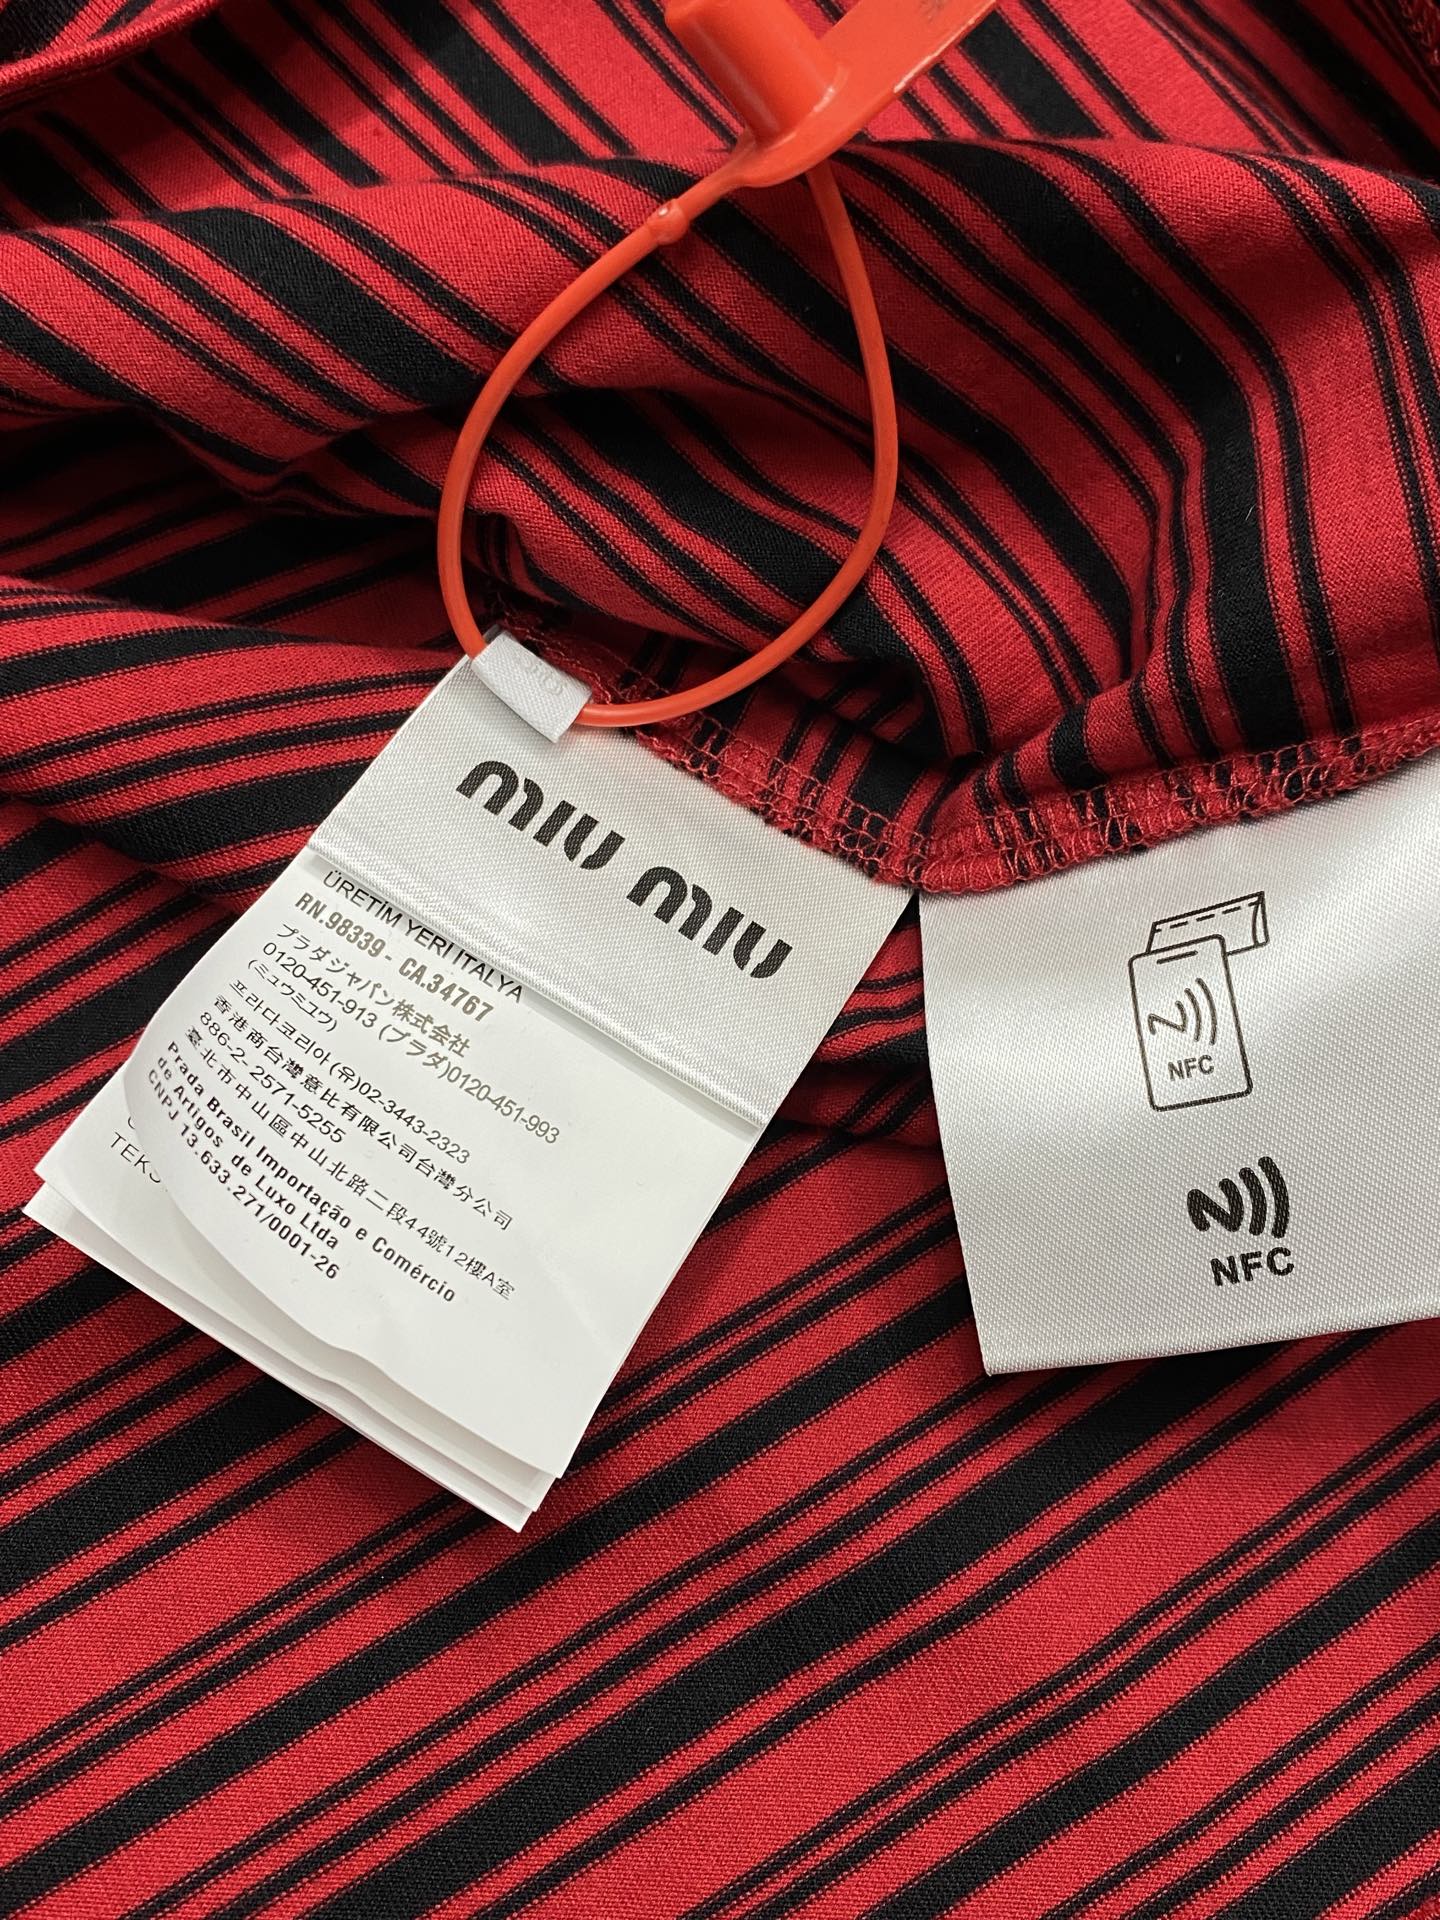 MIU MIU
ÜRETİM YERİ İTALYA
RN.98339 - CA.34767
プラダジャパン株式会社
0120-451-913 (プラダ)0120-451-993
(ミュウミュウ)
프라다코리아(유)02-3443-2323
香港商台灣意比有限公司台灣分公司
886-2- 2571-5255
臺北市中山區中山北路二段44號12樓A室
Prada Brasil Importação e Comércio
de Artigos de Luxo Ltda
CNPJ 13.633.271/0001-26
NFC
NFC